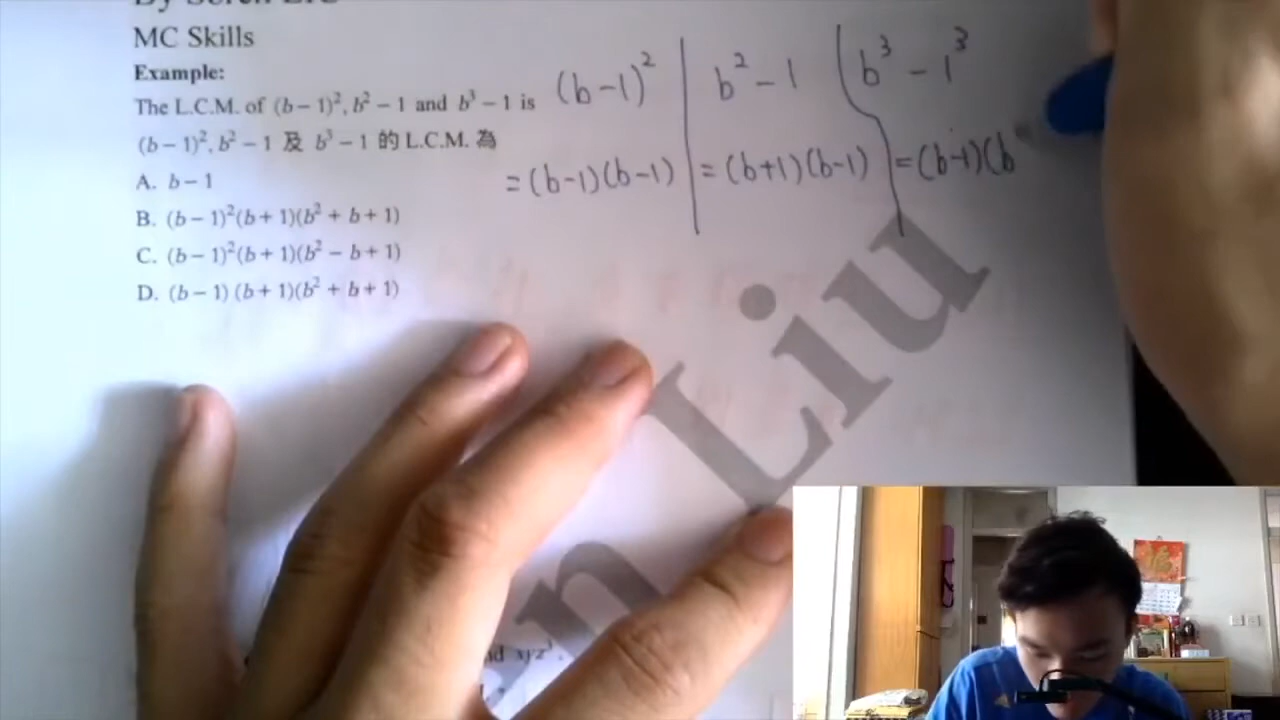 MC Skills
Example:
The L.C.M. of (b − 1)², b² − 1 and b³ − 1 is
(b − 1)², b² − 1 及 b³ − 1 的 L.C.M. 為
A. b − 1
B. (b − 1)²(b + 1)(b² + b + 1)
C. (b − 1)²(b + 1)(b² − b + 1)
D. (b − 1) (b + 1)(b² + b + 1)
(b−1)² | b² − 1 | b³ − 1³
= (b−1)(b−1) | = (b+1)(b−1) | = (b−1)(b
Liu